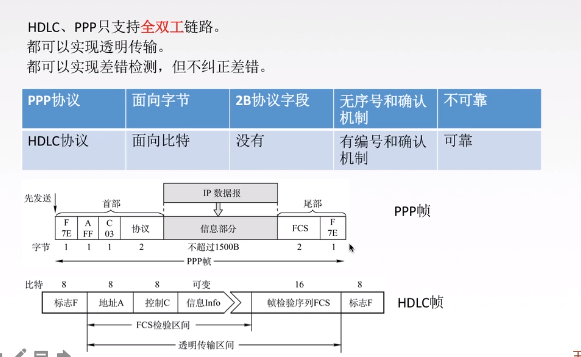 HDLC、PPP只支持全双工链路。
都可以实现透明传输。
都可以实现差错检测，但不纠正差错。
PPP协议 面向字节 2B协议字段 无序号和确认机制 不可靠
HDLC协议 面向比特 没有 有编号和确认机制 可靠
IP 数据报
先发送 首部 尾部
F A C 协议 信息部分 FCS F
7E FF 03 7E
PPP帧
字节 1 1 1 2 不超过1500B 2 1
PPP帧
比特 8 8 8 可变 16 8
标志F 地址A 控制C 信息Info 帧检验序列FCS 标志F
HDLC帧
FCS检验区间
透明传输区间